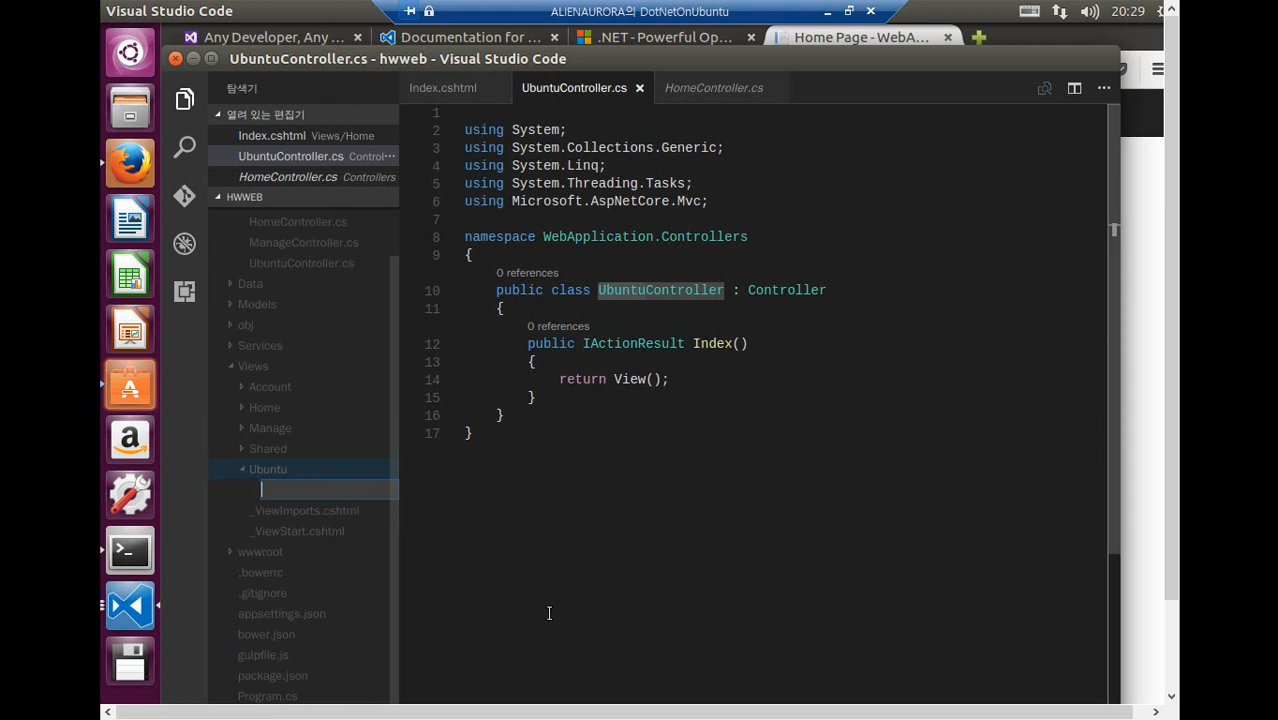 Visual Studio Code
ALIENAURORA의 DotNetOnUbuntu
20:29
Any Developer, Any ...
Documentation for ...
.NET - Powerful Op...
Home Page - WebA...
UbuntuController.cs - hwweb - Visual Studio Code
탐색기
열려 있는 편집기
Index.cshtml Views/Home
UbuntuController.cs Control···
HomeController.cs Controllers
HWWEB
HomeController.cs
ManageController.cs
UbuntuController.cs
Data
Models
obj
Services
Views
Account
Home
Manage
Shared
Ubuntu
_ViewImports.cshtml
_ViewStart.cshtml
wwwroot
.bowerrc
.gitignore
appsettings.json
bower.json
gulpfile.js
package.json
Program.cs
Index.cshtml
UbuntuController.cs
HomeController.cs
1
2 using System;
3 using System.Collections.Generic;
4 using System.Linq;
5 using System.Threading.Tasks;
6 using Microsoft.AspNetCore.Mvc;
7
8 namespace WebApplication.Controllers
9 {
0 references
10 public class UbuntuController : Controller
11 {
0 references
12 public IActionResult Index()
13 {
14 return View();
15 }
16 }
17 }